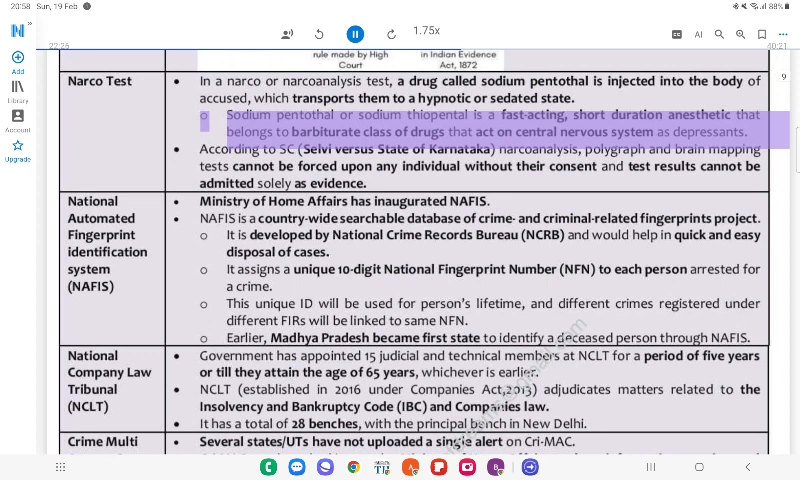 20:58 Sun, 19 Feb
88%
1.75x
AI
22:26
40:21
Add
Library
Account
Upgrade
rule made by High
Court
in Indian Evidence
Act, 1872
9
Narco Test
• In a narco or narcoanalysis test, a drug called sodium pentothal is injected into the body of
accused, which transports them to a hypnotic or sedated state.
o Sodium pentothal or sodium thiopental is a fast-acting, short duration anesthetic that
belongs to barbiturate class of drugs that act on central nervous system as depressants.
• According to SC (Selvi versus State of Karnataka) narcoanalysis, polygraph and brain mapping
tests cannot be forced upon any individual without their consent and test results cannot be
admitted solely as evidence.
National
Automated
Fingerprint
identification
system
(NAFIS)
• Ministry of Home Affairs has inaugurated NAFIS.
• NAFIS is a country-wide searchable database of crime- and criminal-related fingerprints project.
o It is developed by National Crime Records Bureau (NCRB) and would help in quick and easy
disposal of cases.
o It assigns a unique 10-digit National Fingerprint Number (NFN) to each person arrested for
a crime.
o This unique ID will be used for person's lifetime, and different crimes registered under
different FIRs will be linked to same NFN.
o Earlier, Madhya Pradesh became first state to identify a deceased person through NAFIS.
National
Company Law
Tribunal
(NCLT)
• Government has appointed 15 judicial and technical members at NCLT for a period of five years
or till they attain the age of 65 years, whichever is earlier.
• NCLT (established in 2016 under Companies Act,2013) adjudicates matters related to the
Insolvency and Bankruptcy Code (IBC) and Companies law.
• It has a total of 28 benches, with the principal bench in New Delhi.
Crime Multi
• Several states/UTs have not uploaded a single alert on Cri-MAC.